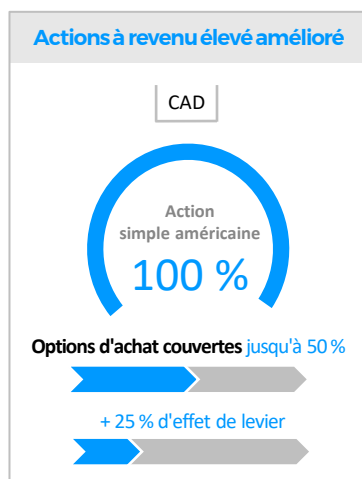 Actions à revenu élevé amélioré
CAD
Action
simple américaine
100 %
Options d'achat couvertes jusqu'à 50 %
+ 25 % d'effet de levier